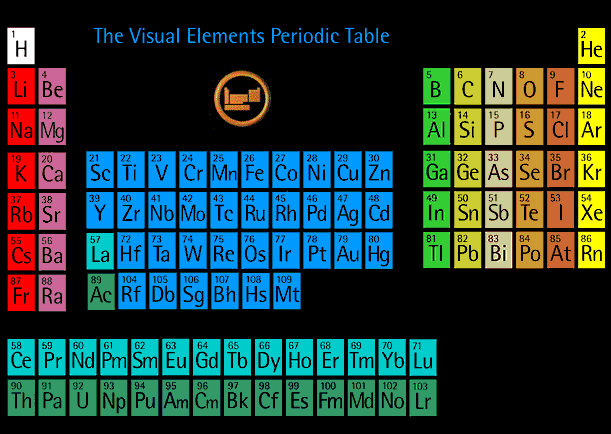 The Visual Elements Periodic Table
1 H 2 He
3 Li 4 Be 5 B 6 C 7 N 8 O 9 F 10 Ne
11 Na 12 Mg 13 Al 14 Si 15 P 16 S 17 Cl 18 Ar
19 K 20 Ca 21 Sc 22 Ti 23 V 24 Cr 25 Mn 26 Fe 27 Co 28 Ni 29 Cu 30 Zn 31 Ga 32 Ge 33 As 34 Se 35 Br 36 Kr
37 Rb 38 Sr 39 Y 40 Zr 41 Nb 42 Mo 43 Tc 44 Ru 45 Rh 46 Pd 47 Ag 48 Cd 49 In 50 Sn 51 Sb 52 Te 53 I 54 Xe
55 Cs 56 Ba 57 La 72 Hf 73 Ta 74 W 75 Re 76 Os 77 Ir 78 Pt 79 Au 80 Hg 81 Tl 82 Pb 83 Bi 84 Po 85 At 86 Rn
87 Fr 88 Ra 89 Ac 104 Rf 105 Db 106 Sg 107 Bh 108 Hs 109 Mt
58 Ce 59 Pr 60 Nd 61 Pm 62 Sm 63 Eu 64 Gd 65 Tb 66 Dy 67 Ho 68 Er 69 Tm 70 Yb 71 Lu
90 Th 91 Pa 92 U 93 Np 94 Pu 95 Am 96 Cm 97 Bk 98 Cf 99 Es 100 Fm 101 Md 102 No 103 Lr